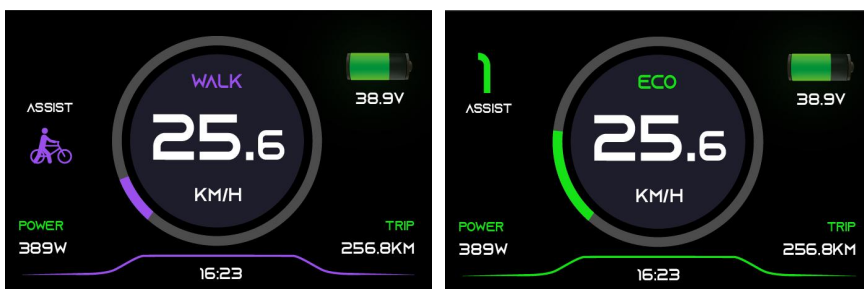 WALK
38.9V
ASSIST
25.6
KM/H
POWER
TRIP
389W
256.8KM
16:23
1
ECO
38.9V
ASSIST
25.6
KM/H
POWER
TRIP
389W
256.8KM
16:23